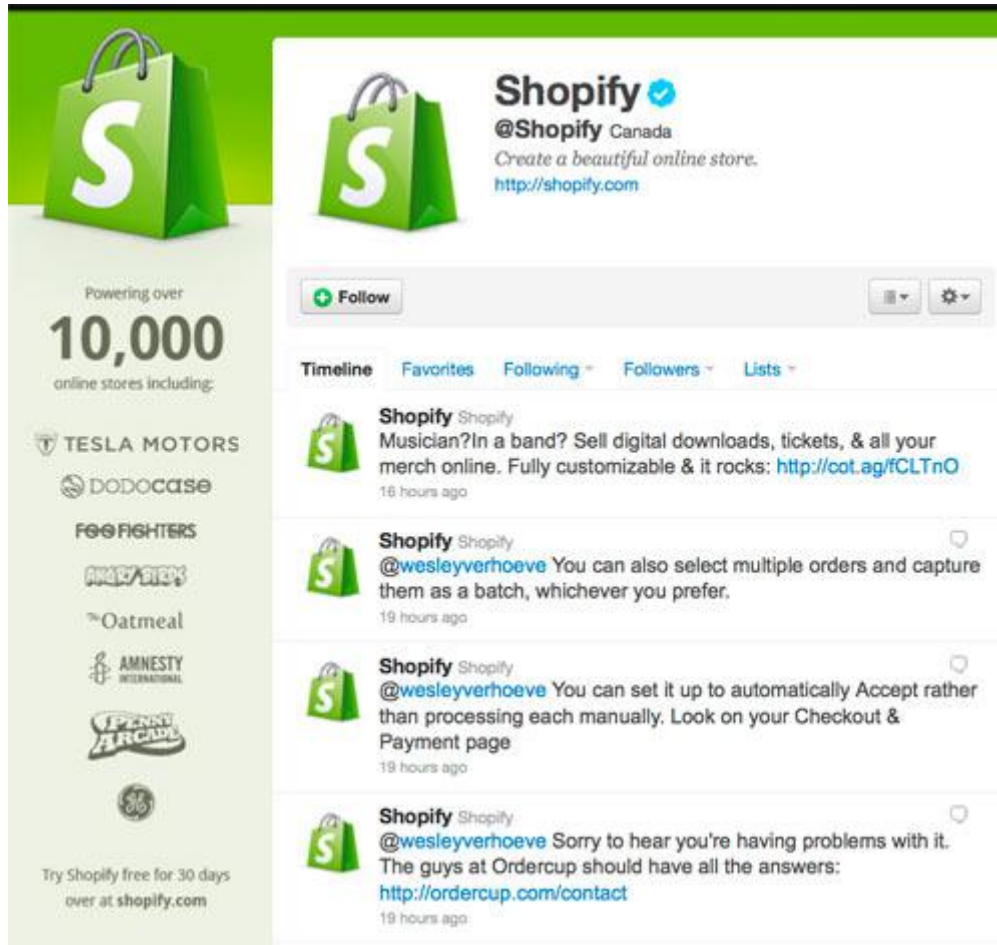 S
Powering over
10,000
online stores including:
TESLA MOTORS
DODOcase
FOO FIGHTERS
ANGRY BIRDS
The Oatmeal
AMNESTY
INTERNATIONAL
PENNY
ARCADE
GE
Try Shopify free for 30 days
over at shopify.com
S
Shopify
@Shopify Canada
Create a beautiful online store.
http://shopify.com
Follow
Timeline Favorites Following Followers Lists
S
Shopify Shopify
Musician?In a band? Sell digital downloads, tickets, & all your
merch online. Fully customizable & it rocks: http://cot.ag/fCLTnO
16 hours ago
S
Shopify Shopify
@wesleyverhoeve You can also select multiple orders and capture
them as a batch, whichever you prefer.
19 hours ago
S
Shopify Shopify
@wesleyverhoeve You can set it up to automatically Accept rather
than processing each manually. Look on your Checkout &
Payment page
19 hours ago
S
Shopify Shopify
@wesleyverhoeve Sorry to hear you're having problems with it.
The guys at Ordercup should have all the answers:
http://ordercup.com/contact
19 hours ago